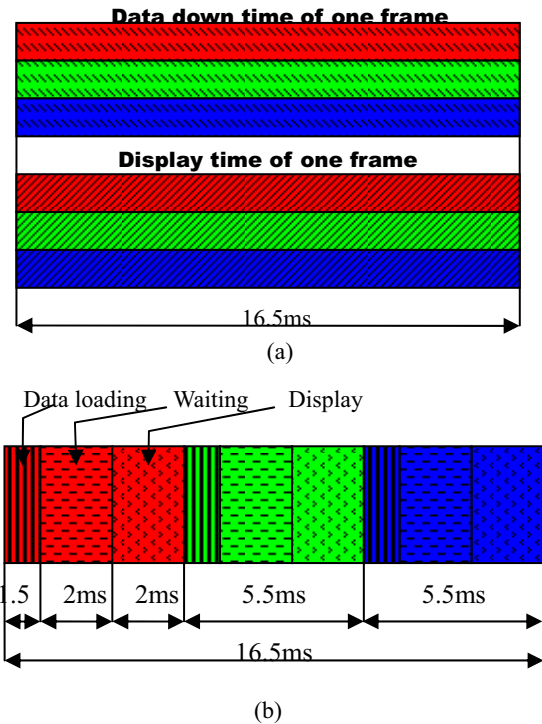 Data down time of one frame
Display time of one frame
16.5ms
(a)
Data loading Waiting Display
1.5 2ms 2ms 5.5ms 5.5ms
16.5ms
(b)